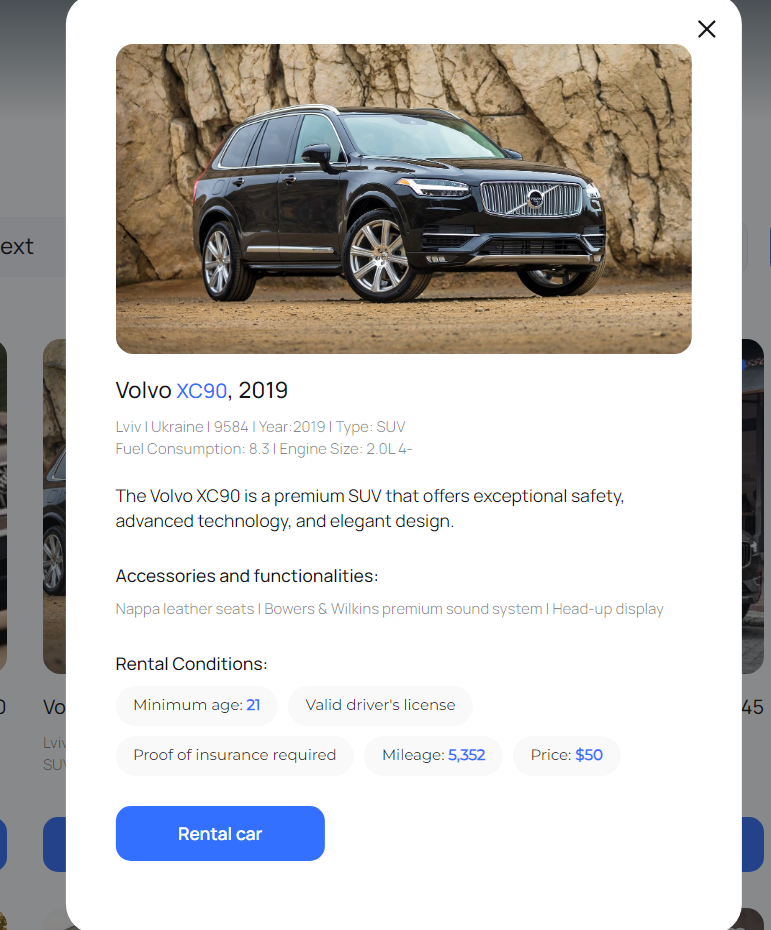 ext
Volvo XC90, 2019
Lviv | Ukraine | 9584 | Year:2019 | Type: SUV
Fuel Consumption: 8.3 | Engine Size: 2.0L 4-
The Volvo XC90 is a premium SUV that offers exceptional safety,
advanced technology, and elegant design.
Accessories and functionalities:
Nappa leather seats | Bowers & Wilkins premium sound system | Head-up display
Rental Conditions:
Minimum age: 21
Valid driver's license
Proof of insurance required
Mileage: 5,352
Price: $50
Rental car
0
Vo
Lviv
SUV
45